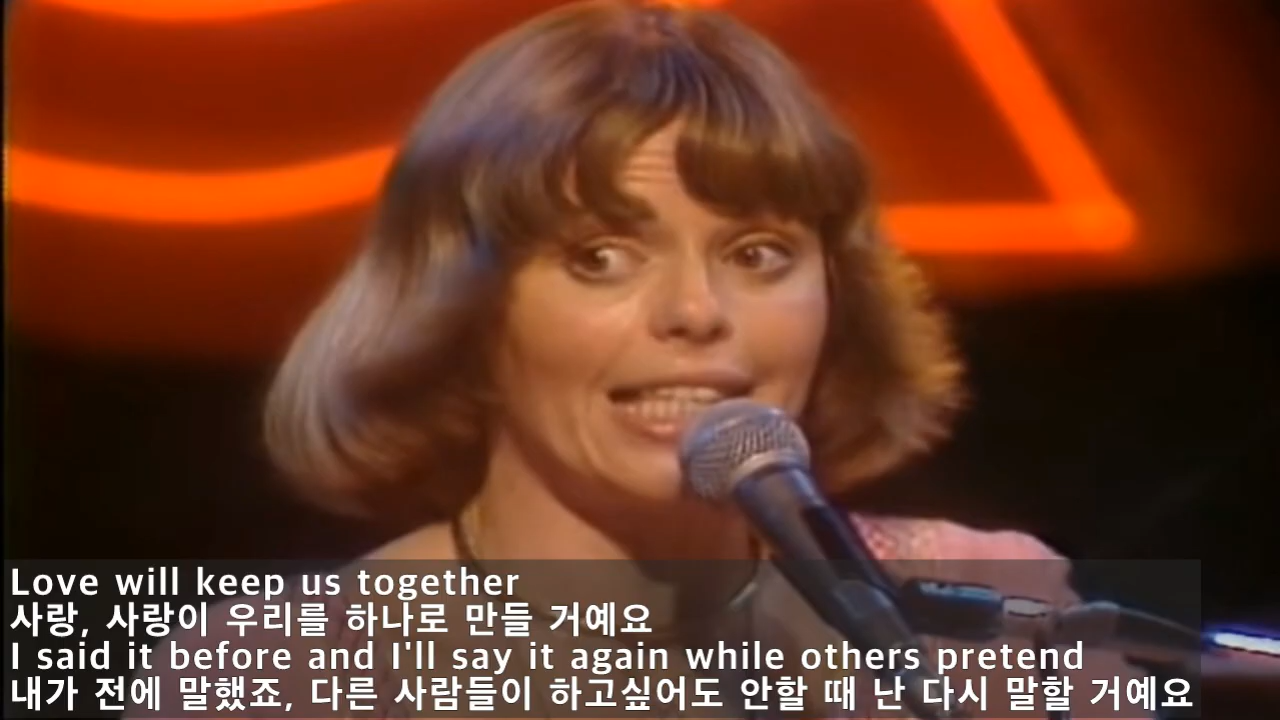 Love will keep us together
사랑, 사랑이 우리를 하나로 만들 거예요
I said it before and I'll say it again while others pretend
내가 전에 말했죠, 다른 사람들이 하고싶어도 안할 때 난 다시 말할 거예요